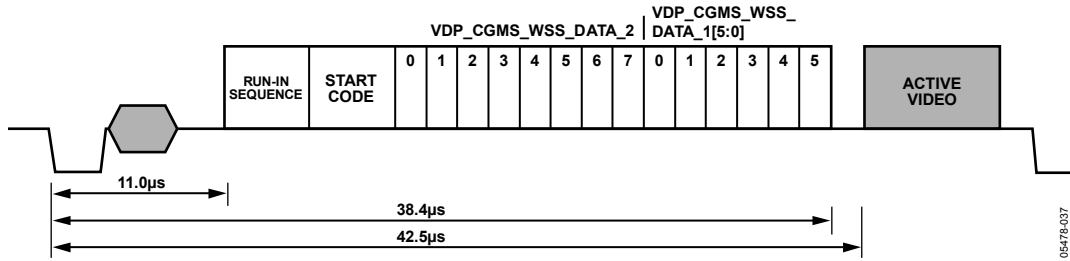 VDP_CGMS_WSS_DATA_2
VDP_CGMS_WSS_
DATA_1[5:0]
RUN-IN
SEQUENCE
START
CODE
0 1 2 3 4 5 6 7 0 1 2 3 4 5
ACTIVE
VIDEO
11.0µs
38.4µs
42.5µs
05478-037